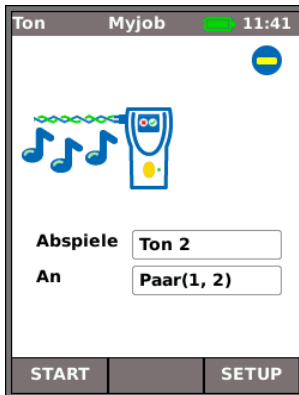 Ton Myjob 11:41
Abspiele Ton 2
An Paar(1, 2)
START SETUP